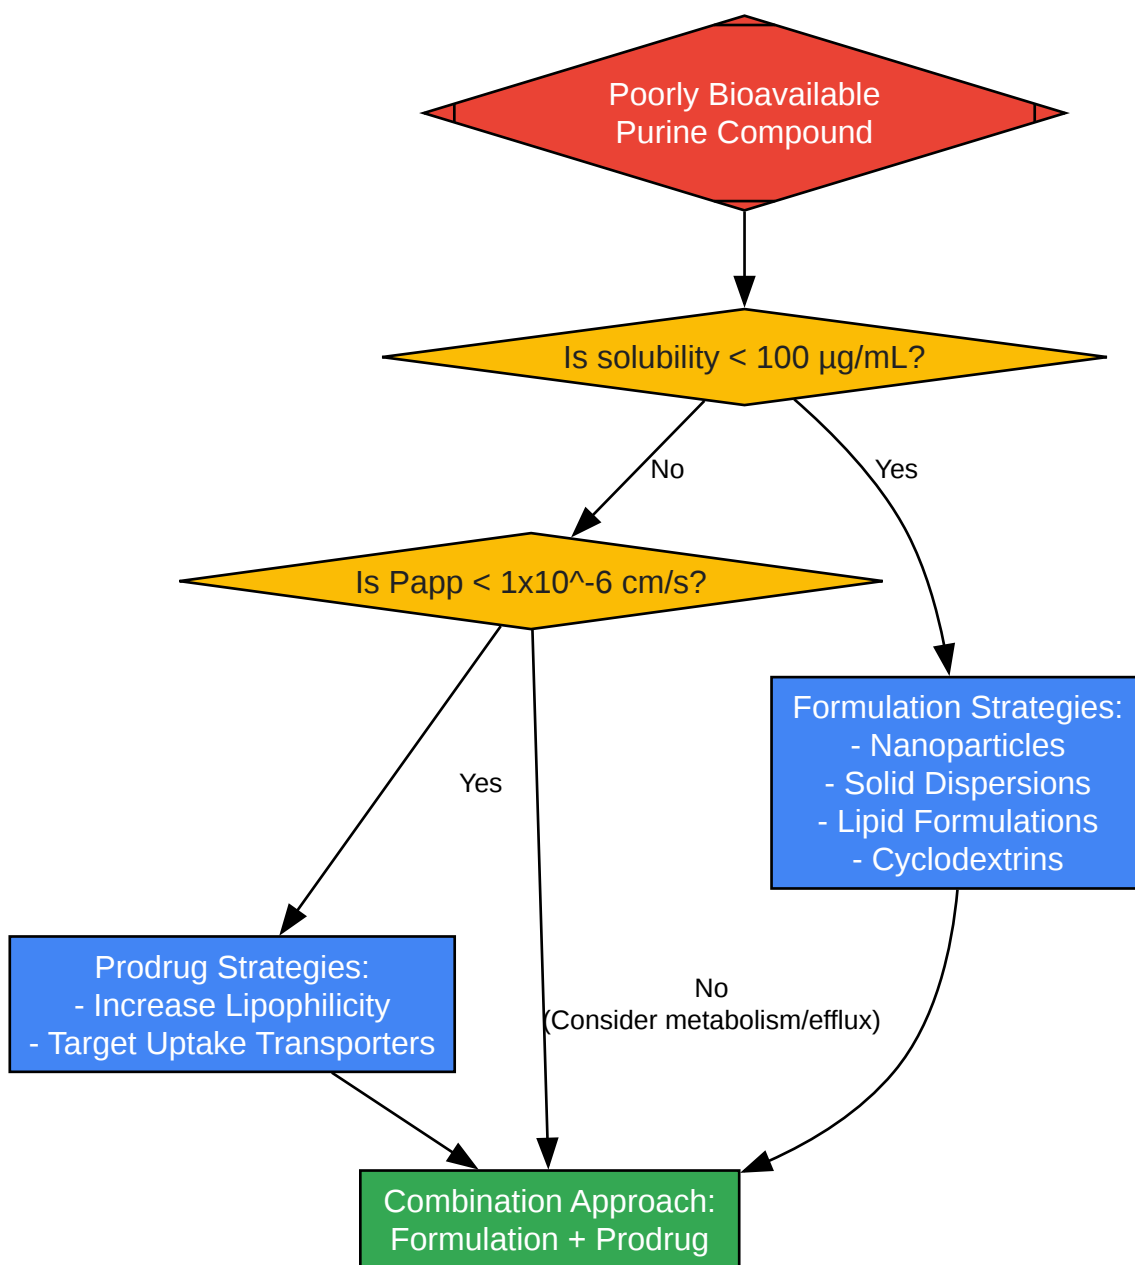 Poorly Bioavailable
Purine Compound
Is solubility < 100 µg/mL?
No
Yes
Is Papp < 1x10^-6 cm/s?
Yes
Formulation Strategies:
- Nanoparticles
- Solid Dispersions
- Lipid Formulations
- Cyclodextrins
Prodrug Strategies:
- Increase Lipophilicity
- Target Uptake Transporters
No
(Consider metabolism/efflux)
Combination Approach:
Formulation + Prodrug